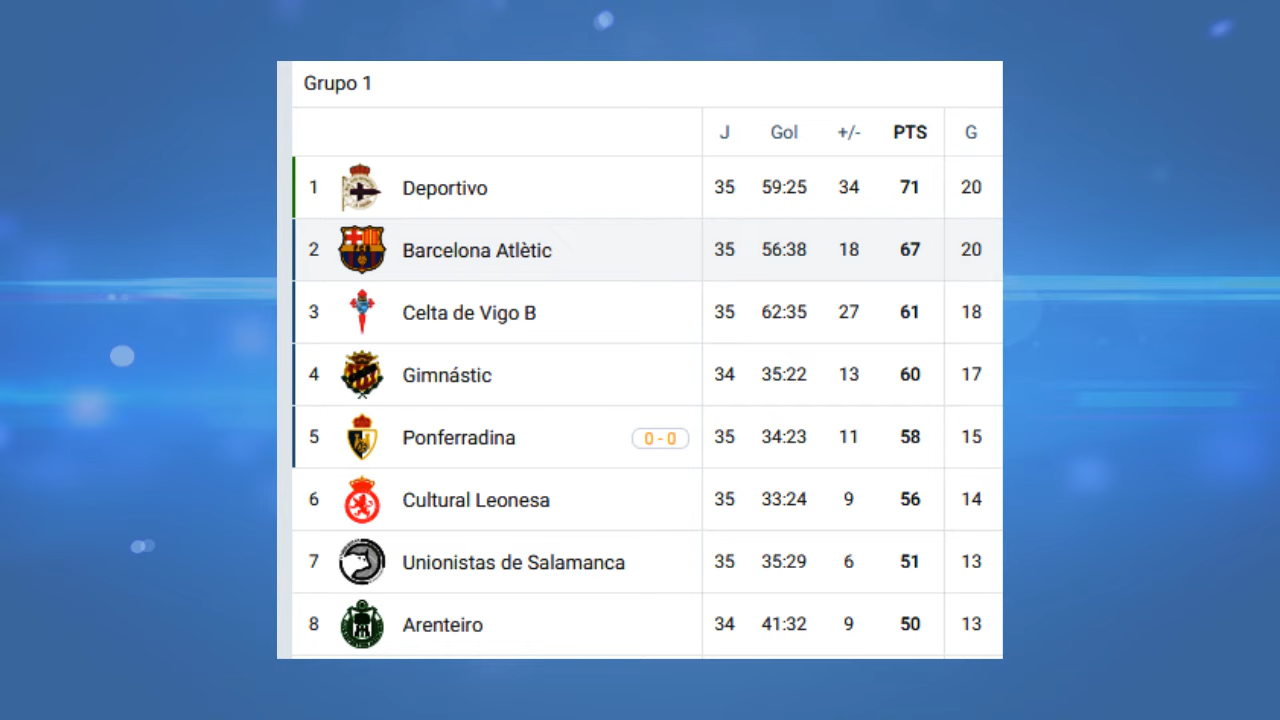 Grupo 1
J Gol +/- PTS G
1 Deportivo 35 59:25 34 71 20
2 Barcelona Atlètic 35 56:38 18 67 20
3 Celta de Vigo B 35 62:35 27 61 18
4 Gimnástic 34 35:22 13 60 17
5 Ponferradina 0 - 0 35 34:23 11 58 15
6 Cultural Leonesa 35 33:24 9 56 14
7 Unionistas de Salamanca 35 35:29 6 51 13
8 Arenteiro 34 41:32 9 50 13